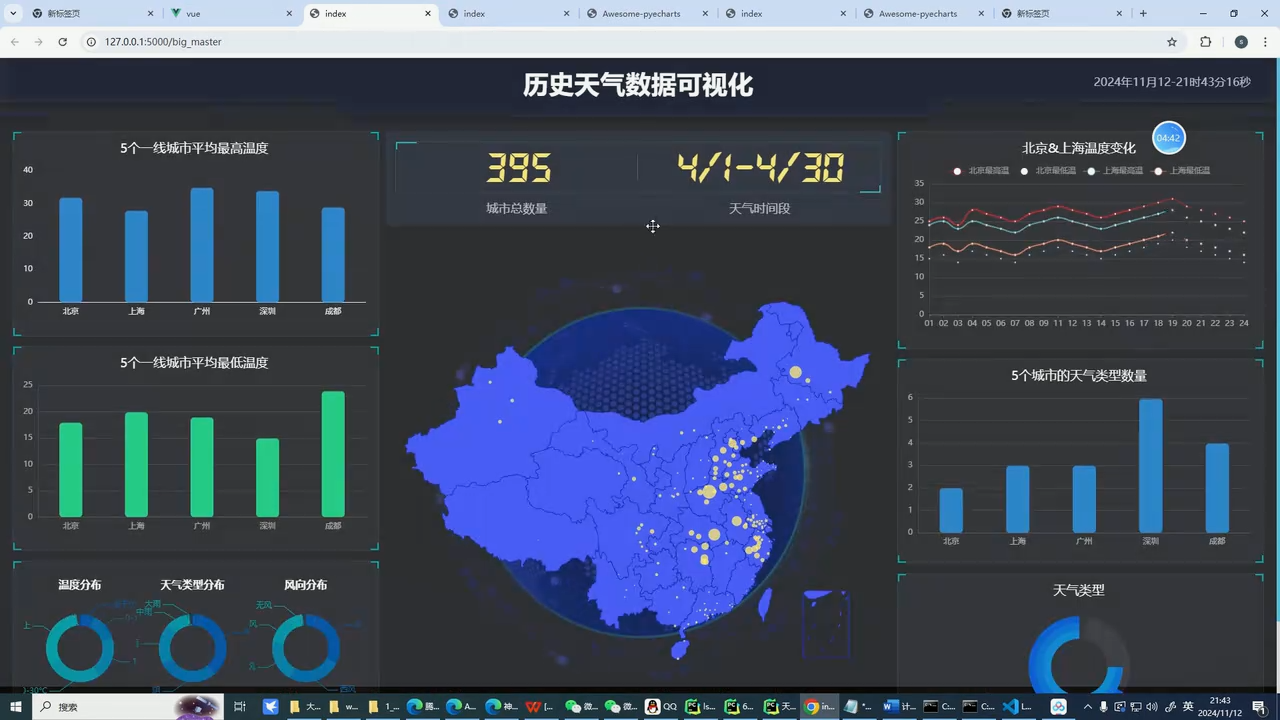 新标签页
vue
index
index
Awesome-pyecharts
index
Awesome-pyecharts
新标签页
127.0.0.1:5000/big_master
s
历史天气数据可视化
2024年11月12-21时43分16秒
04:42
5个一线城市平均最高温度
40
30
20
10
0
北京 上海 广州 深圳 成都
395
4/1-4/30
城市总数量
天气时间段
北京&上海温度变化
北京最高温 北京最低温 上海最高温 上海最低温
35
30
25
20
15
10
5
0
01 02 03 04 05 06 07 08 09 10 11 12 13 14 15 16 17 18 19 20 21 22 23 24
5个一线城市平均最低温度
25
20
15
10
5
0
北京 上海 广州 深圳 成都
5个城市的天气类型数量
6
5
4
3
2
1
0
北京 上海 广州 深圳 成都
温度分布 天气类型分布 风向分布
大雨
中雨
无风
风
上
西风
天气类型
搜索
英
21:43
2024/11/12